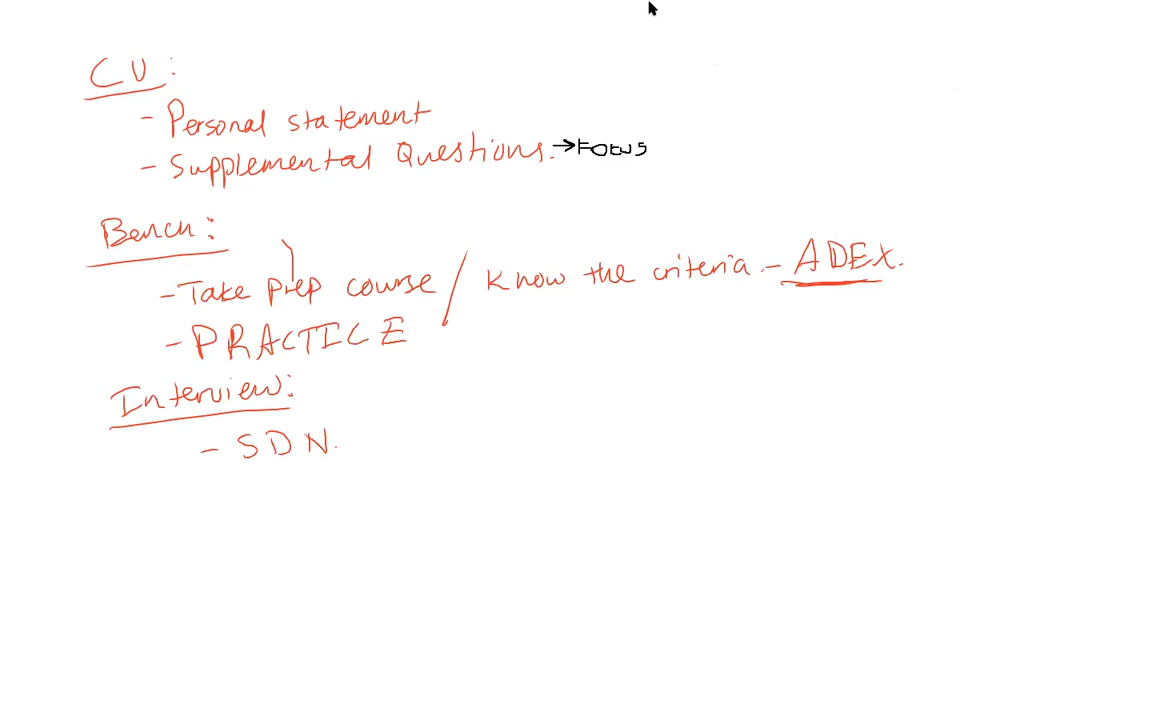 CV:
- Personal statement
- Supplemental Questions. → Focus
Bench:
- Take prep course / Know the criteria - ADEX.
- PRACTICE
Interview:
- SDN.